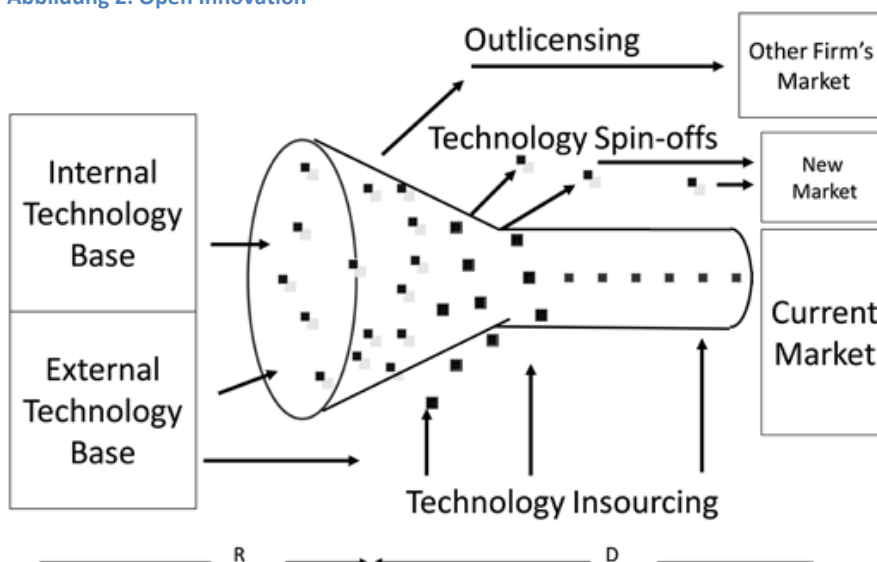 Abbildung 2: Open Innovation
Outlicensing
Other Firm's
Market
Technology Spin-offs
New
Market
Internal
Technology
Base
Current
Market
External
Technology
Base
Technology Insourcing
R
D